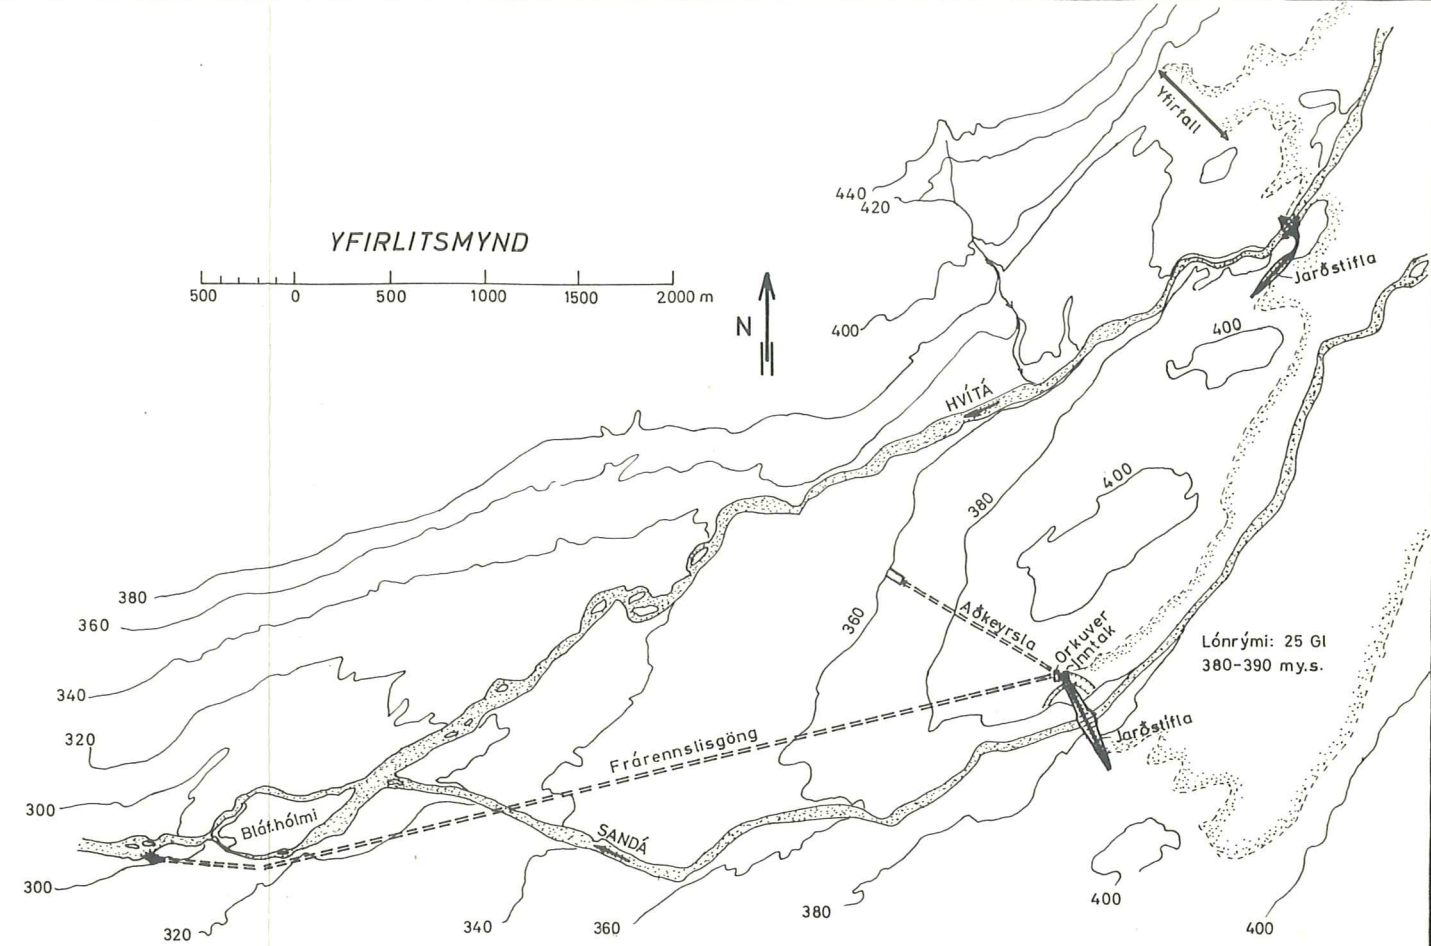 YFIRLITSMYND
500 0 500 1000 1500 2000 m
N
Yfirfall
440
420
400
Jarðstífla
400
HVÍTÁ
400
380
380
360
340
320
300
300
320
360
Aðkeyrsla
Orkuver
Inntak
Lónrými: 25 Gl
380-390 m y.s.
Jarðstífla
Frárennslisgöng
Bláf.hólmi
SANDÁ
340
360
380
400
400